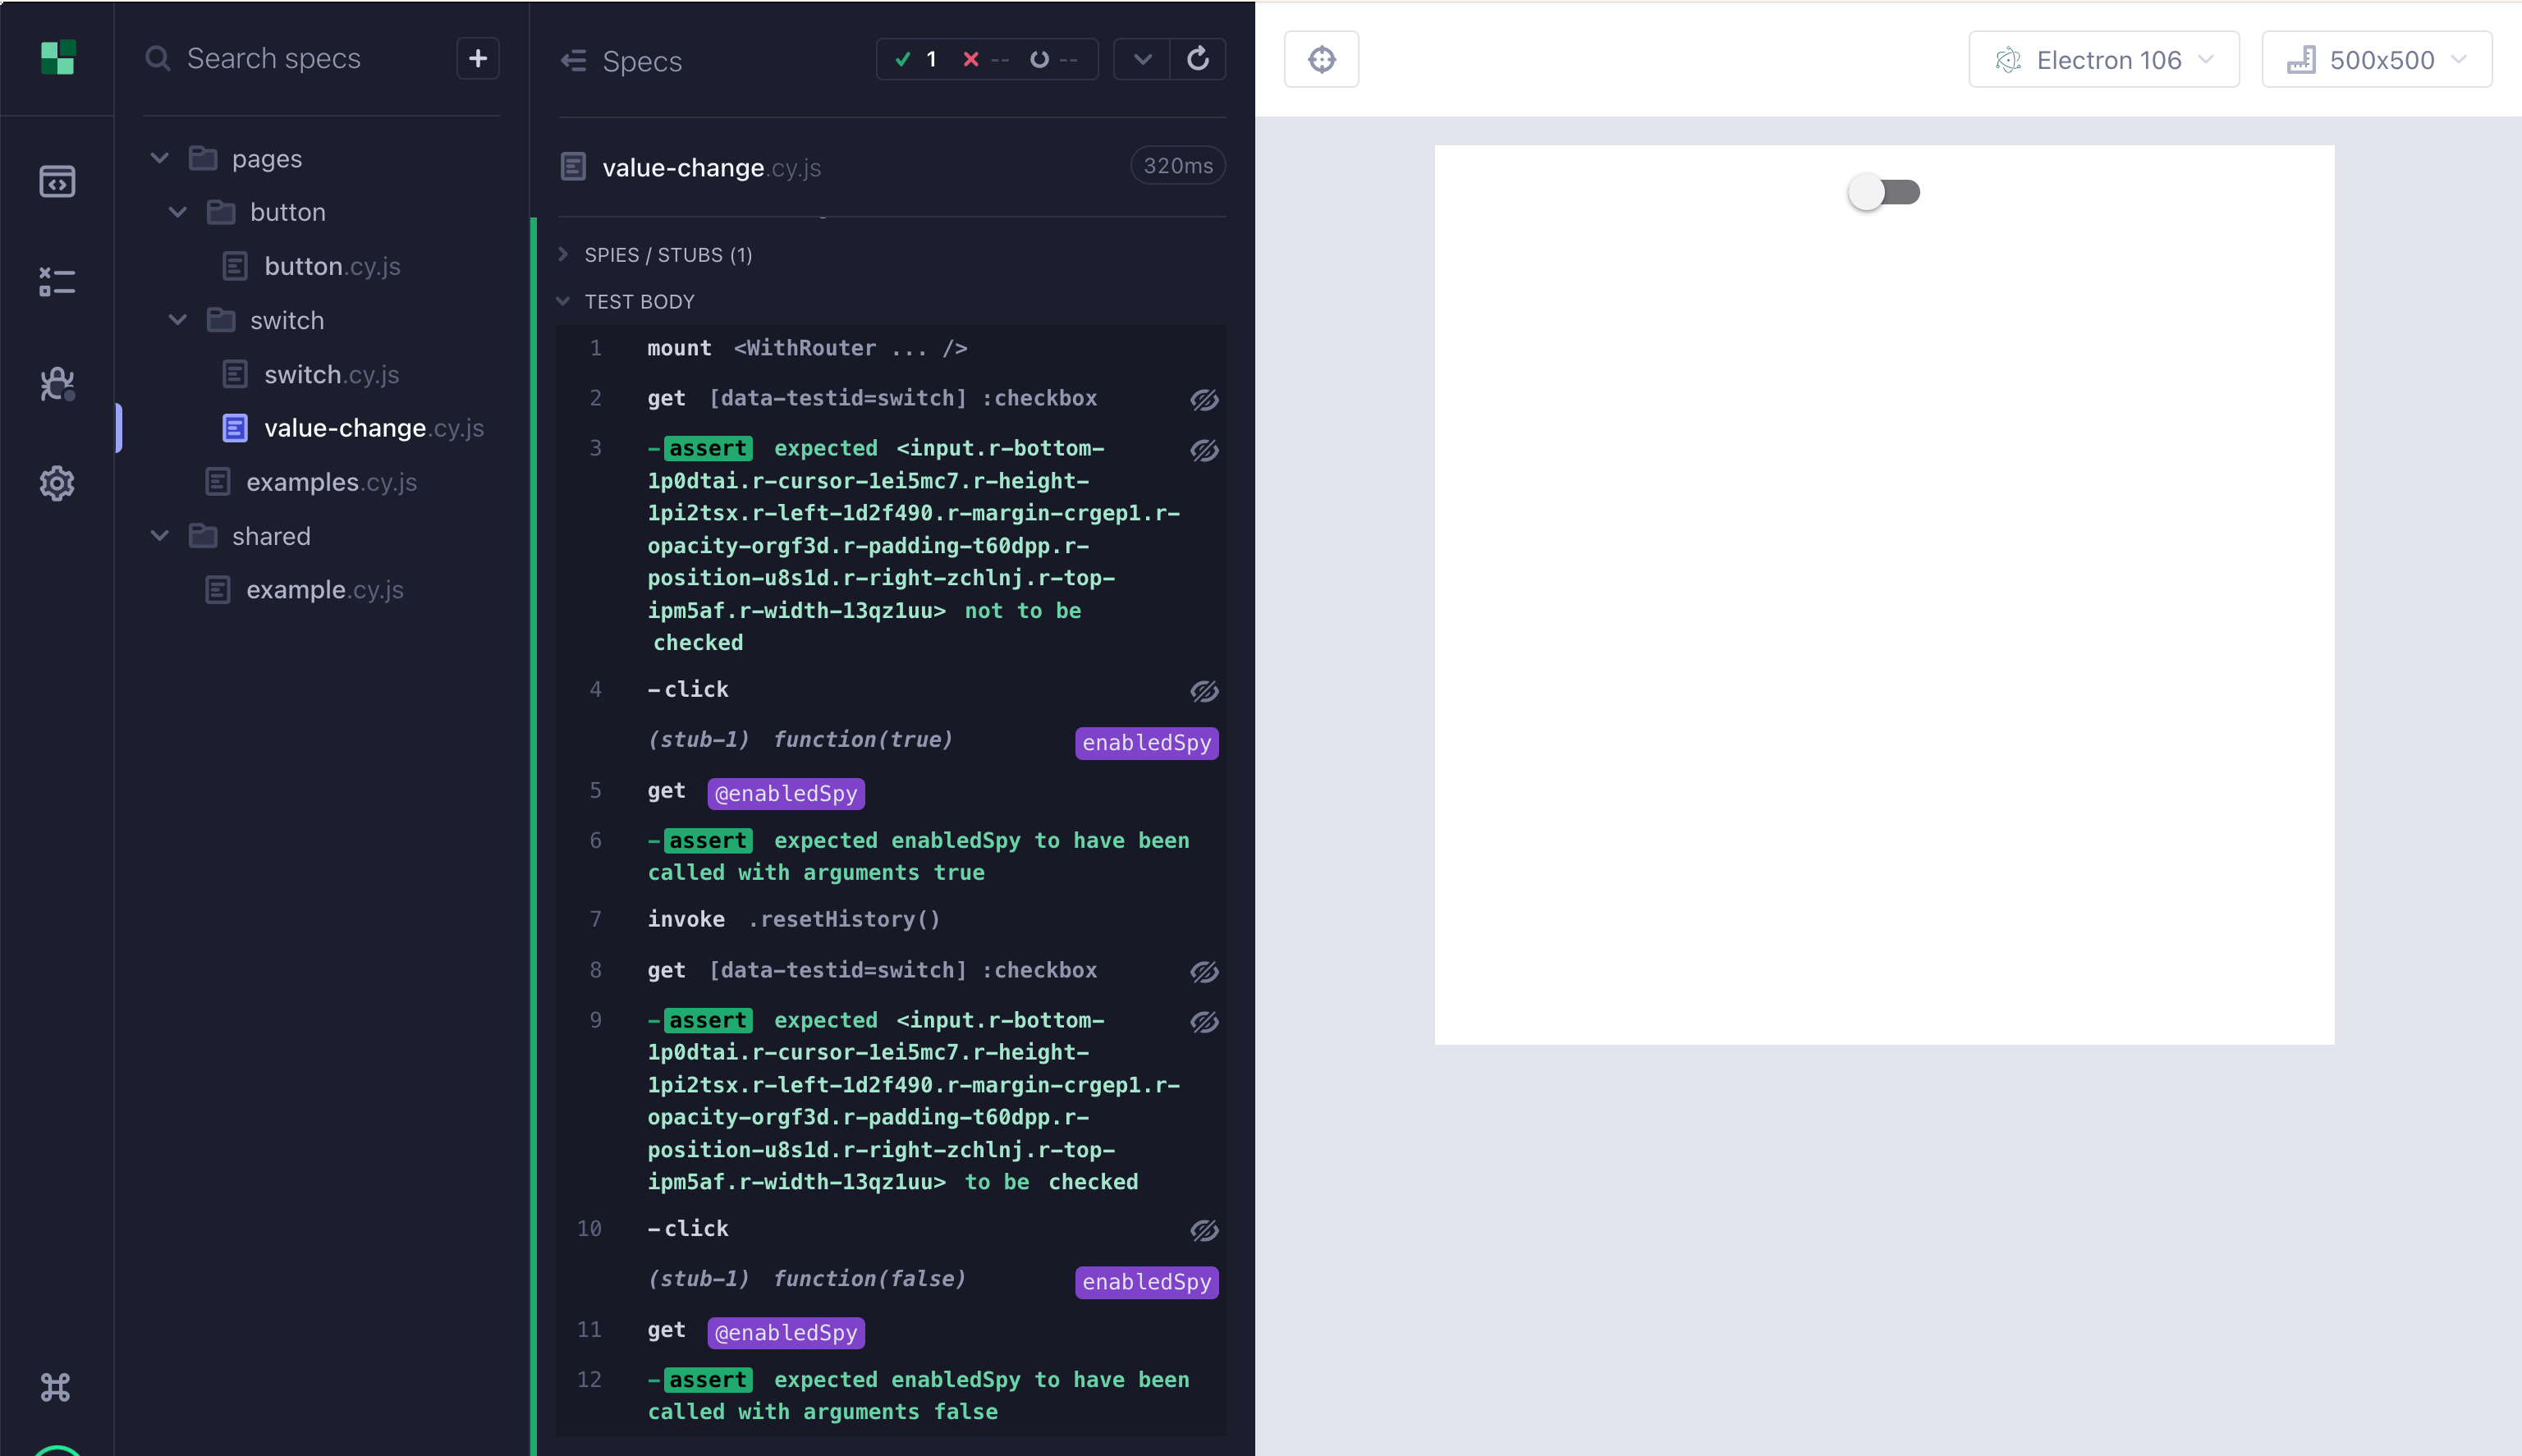 Search specs
+
pages
button
button.cy.js
switch
switch.cy.js
value-change.cy.js
examples.cy.js
shared
example.cy.js
Specs
1 -- --
value-change.cy.js
320ms
SPIES / STUBS (1)
TEST BODY
1 mount <WithRouter ... />
2 get [data-testid=switch] :checkbox
3 -assert expected <input.r-bottom-
1p0dtai.r-cursor-1ei5mc7.r-height-
1pi2tsx.r-left-1d2f490.r-margin-crgep1.r-
opacity-orgf3d.r-padding-t60dpp.r-
position-u8s1d.r-right-zchlnj.r-top-
ipm5af.r-width-13qz1uu> not to be
checked
4 -click
(stub-1) function(true) enabledSpy
5 get @enabledSpy
6 -assert expected enabledSpy to have been
called with arguments true
7 invoke .resetHistory()
8 get [data-testid=switch] :checkbox
9 -assert expected <input.r-bottom-
1p0dtai.r-cursor-1ei5mc7.r-height-
1pi2tsx.r-left-1d2f490.r-margin-crgep1.r-
opacity-orgf3d.r-padding-t60dpp.r-
position-u8s1d.r-right-zchlnj.r-top-
ipm5af.r-width-13qz1uu> to be checked
10 -click
(stub-1) function(false) enabledSpy
11 get @enabledSpy
12 -assert expected enabledSpy to have been
called with arguments false
Electron 106
500x500